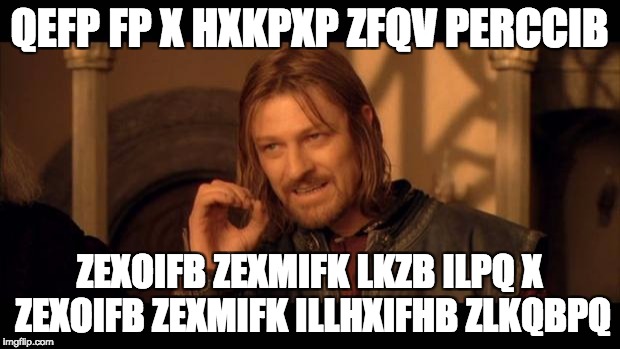 QEFP FP X HXKPXP ZFQV PERCCIB
ZEXOIFB ZEXMIFK LKZB ILPQ X
ZEXOIFB ZEXMIFK ILLHXIFHB ZLKQBPQ
imgflip.com